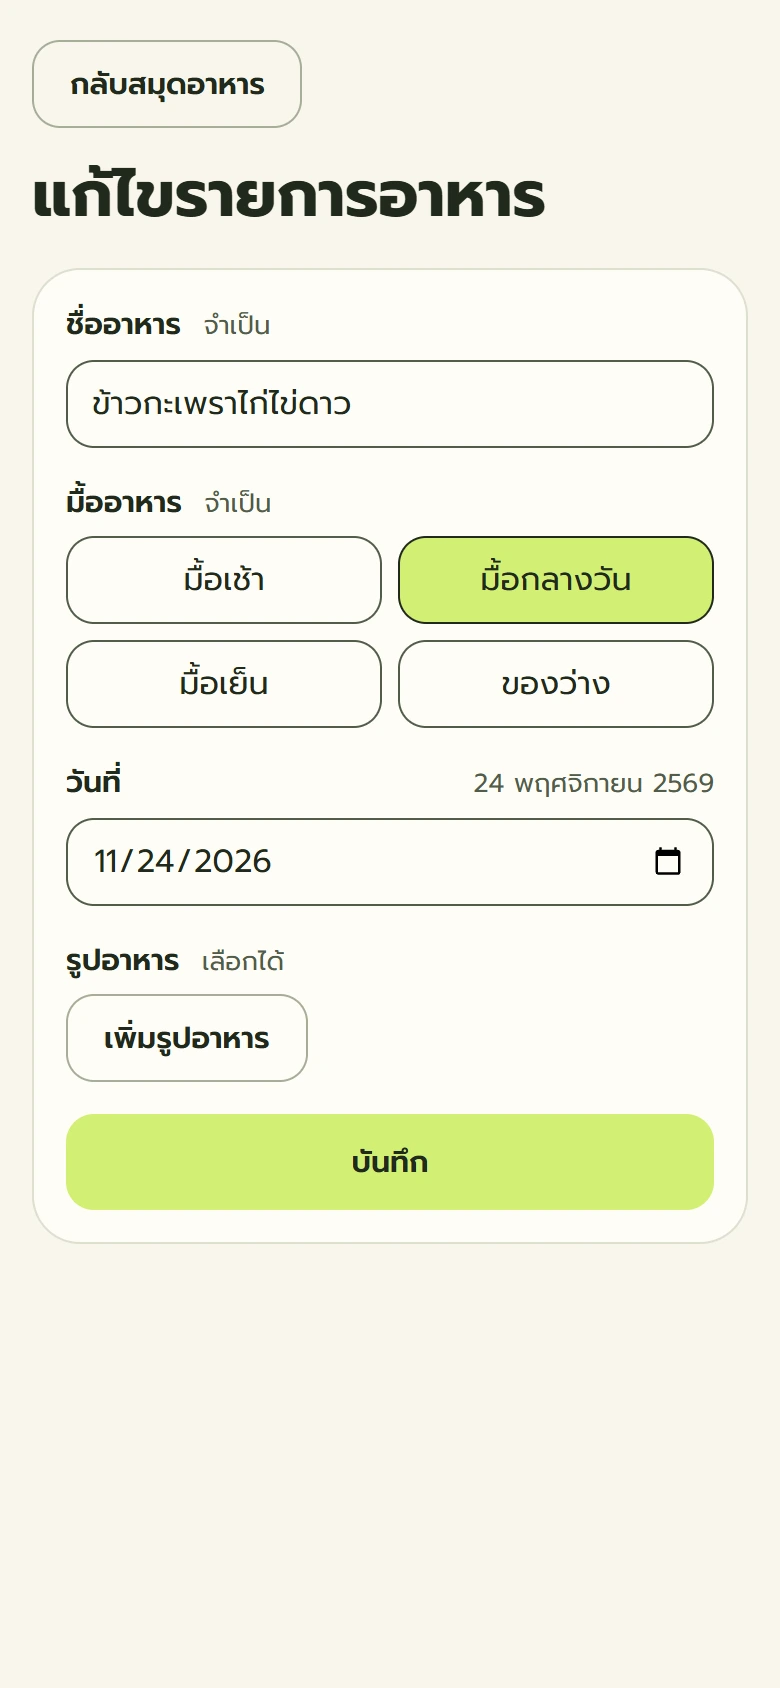 กลับสมุดอาหาร
แก้ไขรายการอาหาร
ชื่ออาหาร จำเป็น
ข้าวกะเพราไก่ไข่ดาว
มื้ออาหาร จำเป็น
มื้อเช้า มื้อกลางวัน
มื้อเย็น ของว่าง
วันที่ 24 พฤศจิกายน 2569
11/24/2026
รูปอาหาร เลือกได้
เพิ่มรูปอาหาร
บันทึก